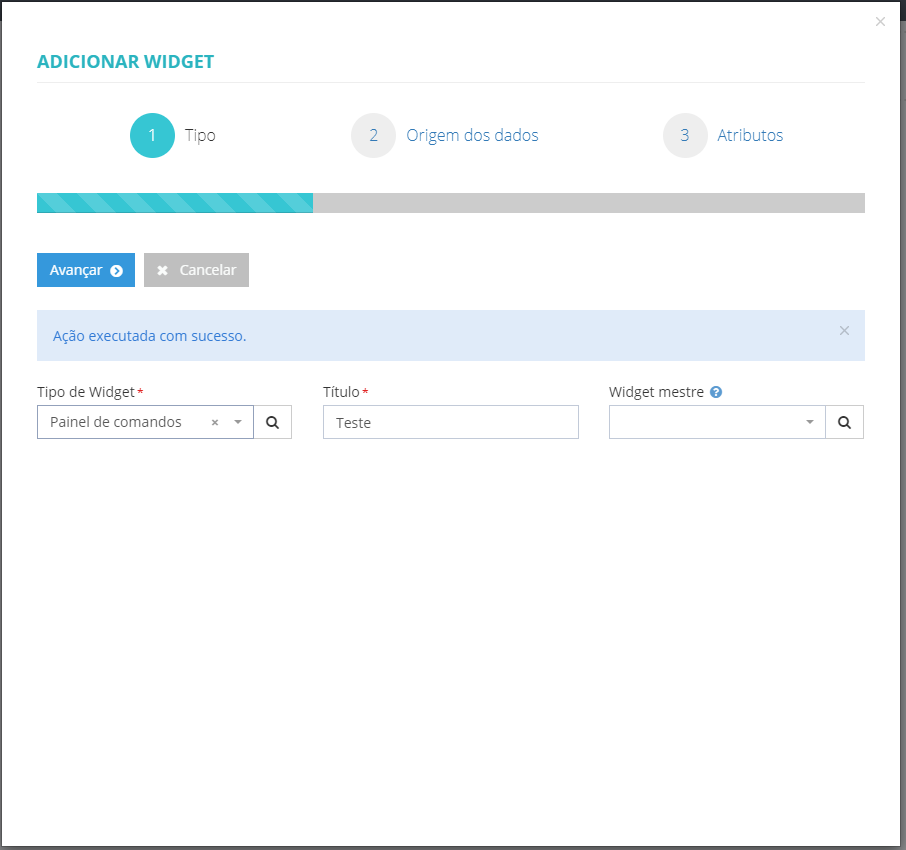 ADICIONAR WIDGET
1 Tipo 2 Origem dos dados 3 Atributos
Avançar Cancelar
Ação executada com sucesso.
Tipo de Widget* Título* Widget mestre
Painel de comandos Teste